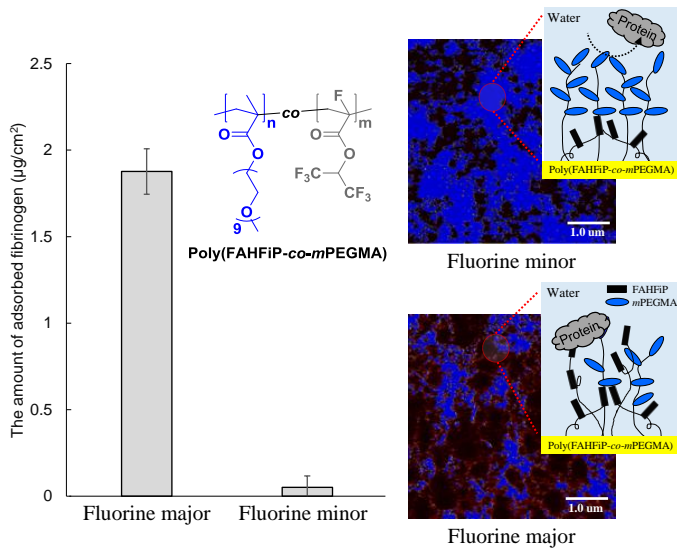 The amount of adsorbed fibrinogen (μg/cm²)
2.5
2
1.5
1
0.5
0
Fluorine major
Fluorine minor
n
co
m
F
O
O
O
O
F₃C
CF₃
O
9
Poly(FAHFiP-co-mPEGMA)
Water
Protein
Poly(FAHFiP-co-mPEGMA)
1.0 um
Fluorine minor
Water
FAHFiP
mPEGMA
Protein
Poly(FAHFiP-co-mPEGMA)
1.0 um
Fluorine major